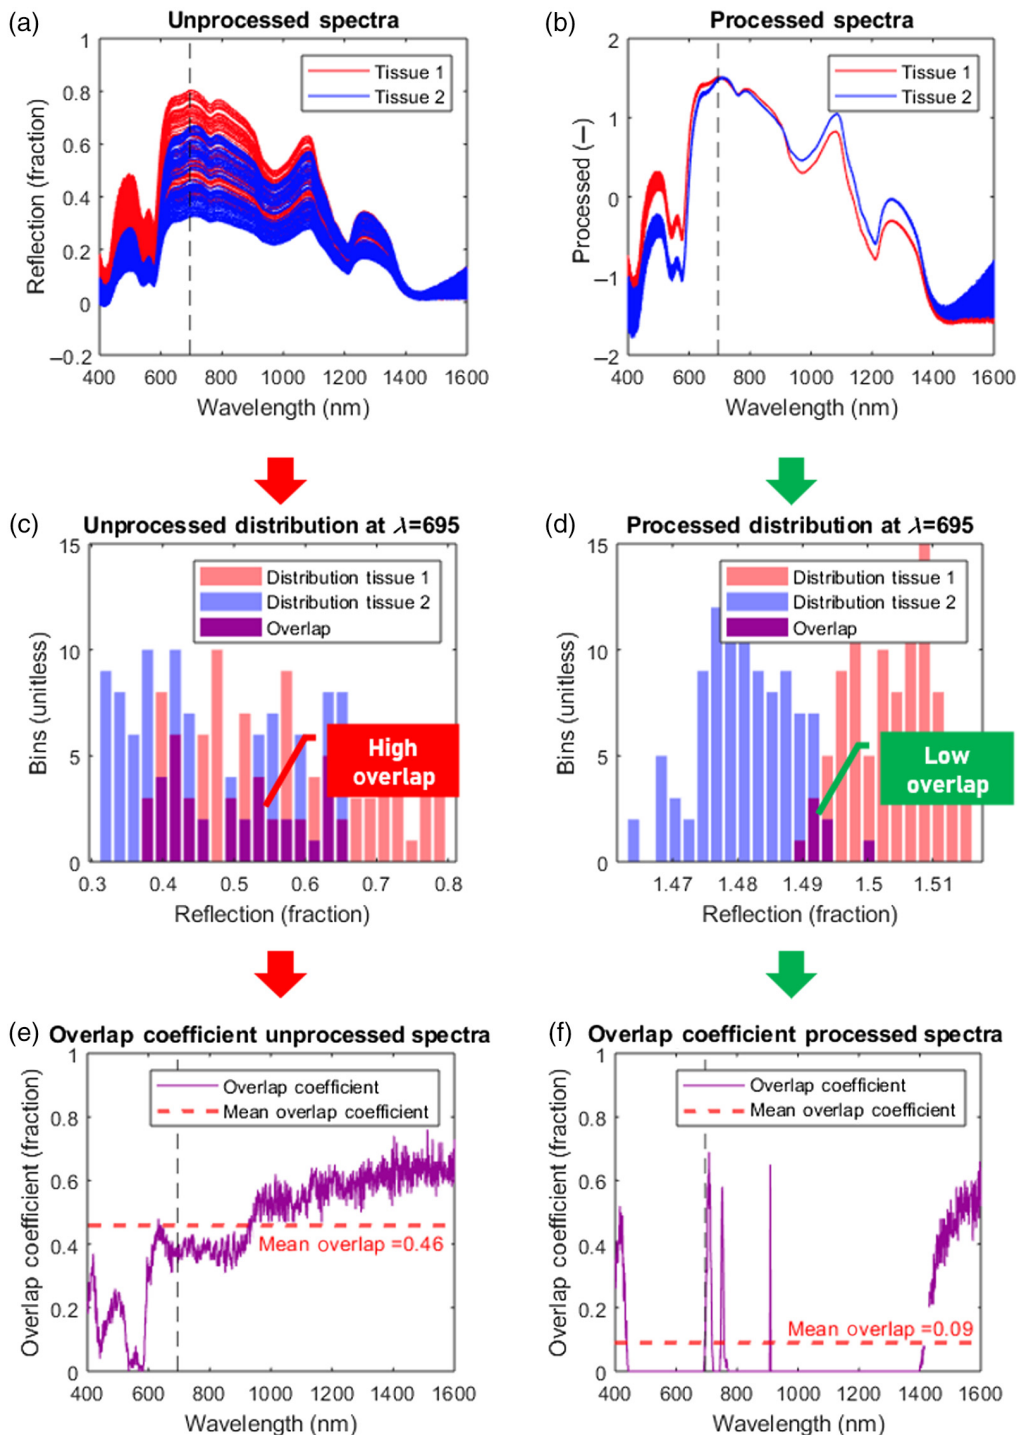 (a) Unprocessed spectra
1
0.8
0.6
0.4
0.2
0
–0.2
Reflection (fraction)
Tissue 1
Tissue 2
400 600 800 1000 1200 1400 1600
Wavelength (nm)
(b) Processed spectra
2
1
0
–1
–2
Processed (–)
Tissue 1
Tissue 2
400 600 800 1000 1200 1400 1600
Wavelength (nm)
(c) Unprocessed distribution at λ=695
15
10
5
0
Bins (unitless)
Distribution tissue 1
Distribution tissue 2
Overlap
High
overlap
0.3 0.4 0.5 0.6 0.7 0.8
Reflection (fraction)
(d) Processed distribution at λ=695
15
10
5
0
Bins (unitless)
Distribution tissue 1
Distribution tissue 2
Overlap
Low
overlap
1.47 1.48 1.49 1.5 1.51
Reflection (fraction)
(e) Overlap coefficient unprocessed spectra
1
0.8
0.6
0.4
0.2
0
Overlap coefficient (fraction)
Overlap coefficient
Mean overlap coefficient
Mean overlap =0.46
400 600 800 1000 1200 1400 1600
Wavelength (nm)
(f) Overlap coefficient processed spectra
1
0.8
0.6
0.4
0.2
0
Overlap coefficient (fraction)
Overlap coefficient
Mean overlap coefficient
Mean overlap =0.09
400 600 800 1000 1200 1400 1600
Wavelength (nm)